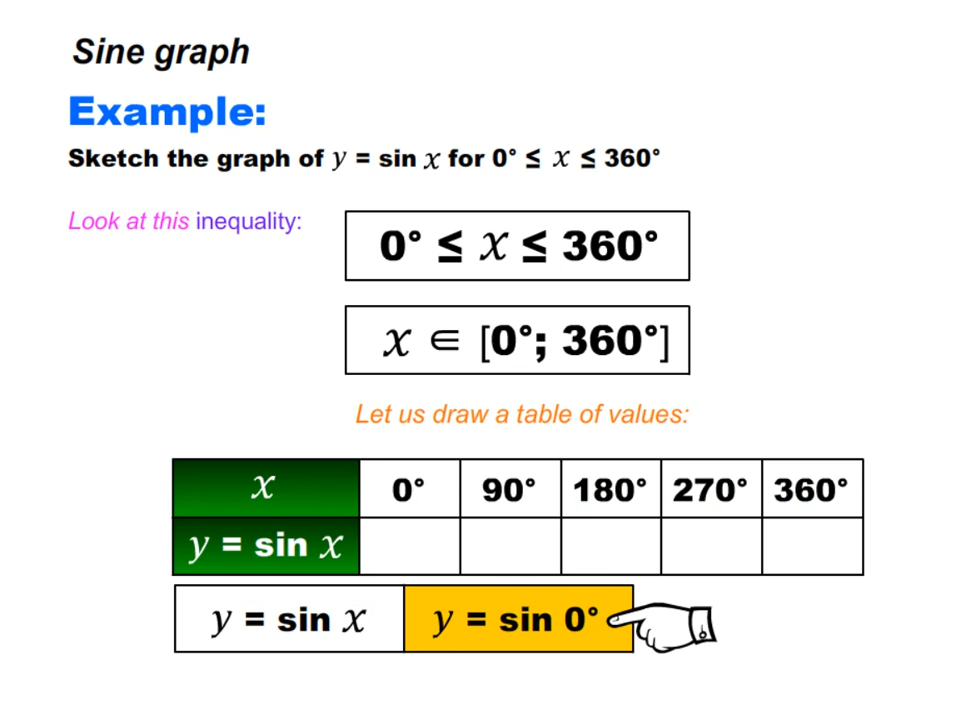 Sine graph
Example:
Sketch the graph of y = sin x for 0° ≤ x ≤ 360°
Look at this inequality:
0° ≤ x ≤ 360°
x ∈ [0°; 360°]
Let us draw a table of values:
x 0° 90° 180° 270° 360°
y = sin x
y = sin x y = sin 0°